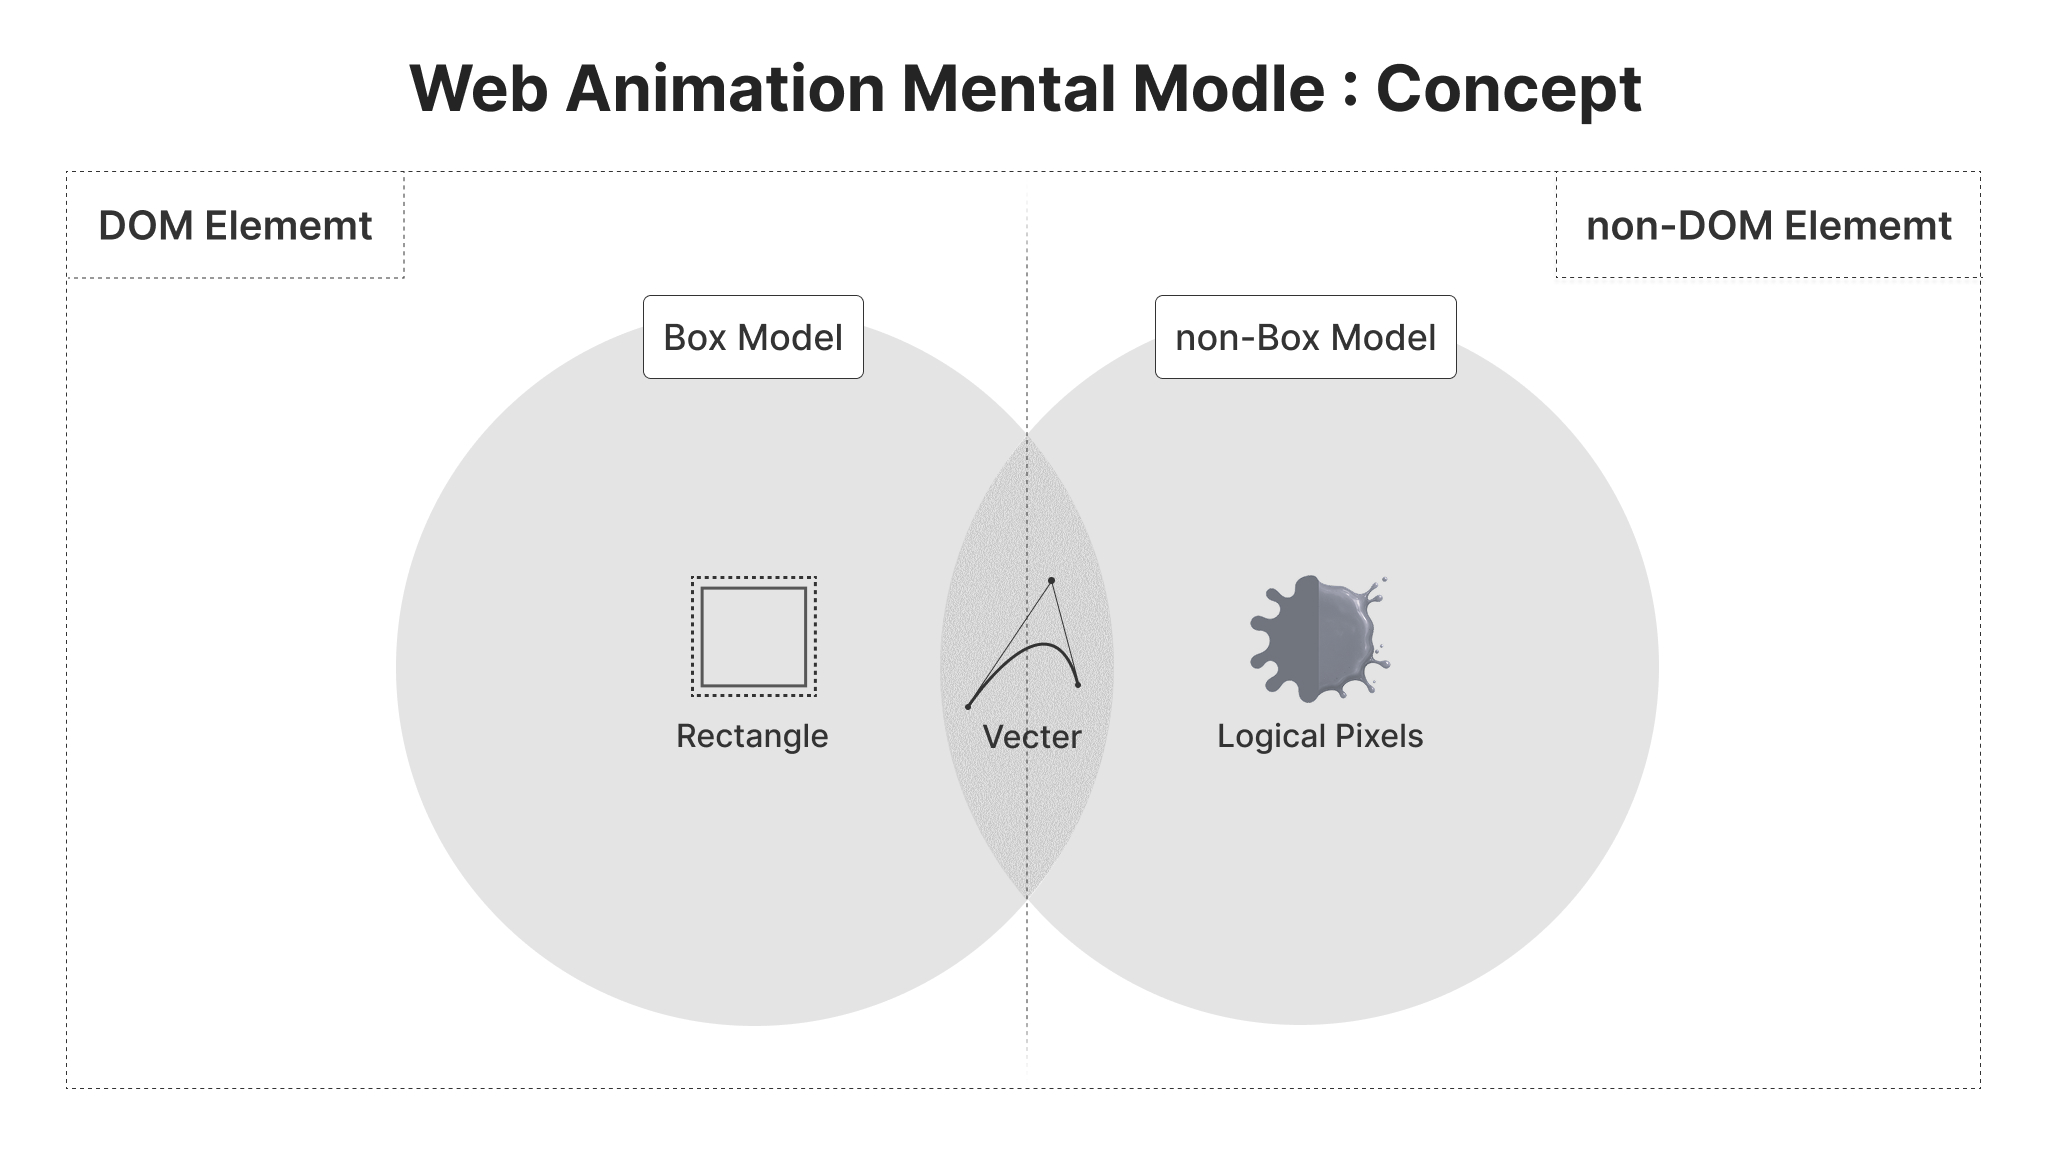 Web Animation Mental Modle : Concept
DOM Elememt
non-DOM Elememt
Box Model
non-Box Model
Rectangle
Vecter
Logical Pixels